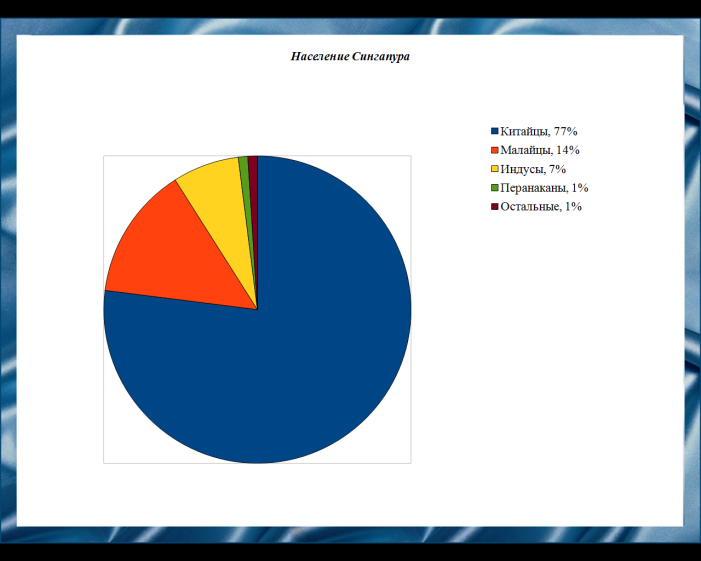 Население Сингапура
Китайцы, 77%
Малайцы, 14%
Индусы, 7%
Перанаканы, 1%
Остальные, 1%